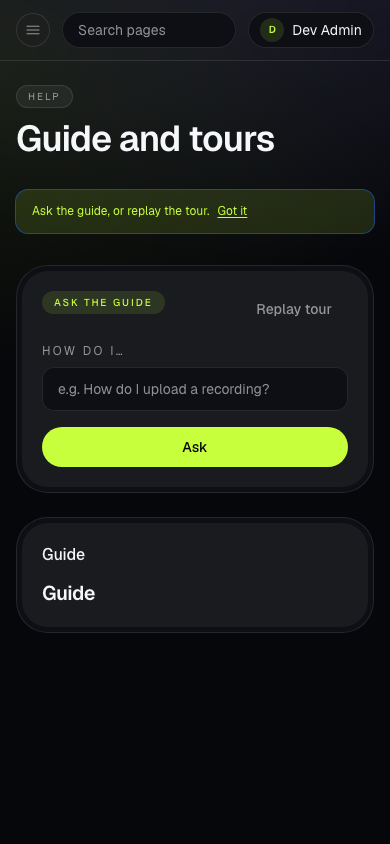 Search pages
D
Dev Admin
HELP
Guide and tours
Ask the guide, or replay the tour. Got it
ASK THE GUIDE
Replay tour
HOW DO I…
e.g. How do I upload a recording?
Ask
Guide
Guide